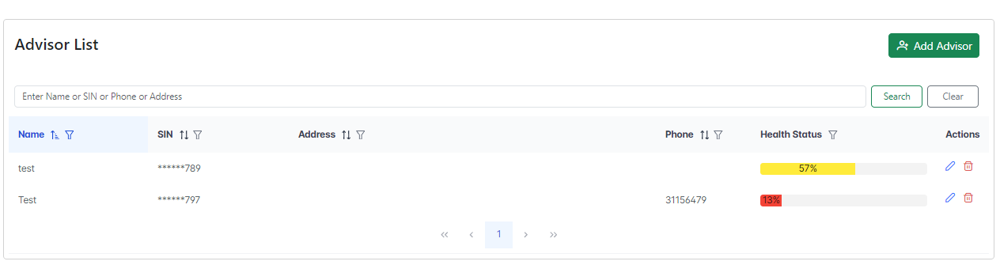 Advisor List
Add Advisor
Enter Name or SIN or Phone or Address
Search
Clear
Name SIN Address Phone Health Status Actions
test ******789 57%
Test ******797 31156479 13%
« ‹ 1 › »